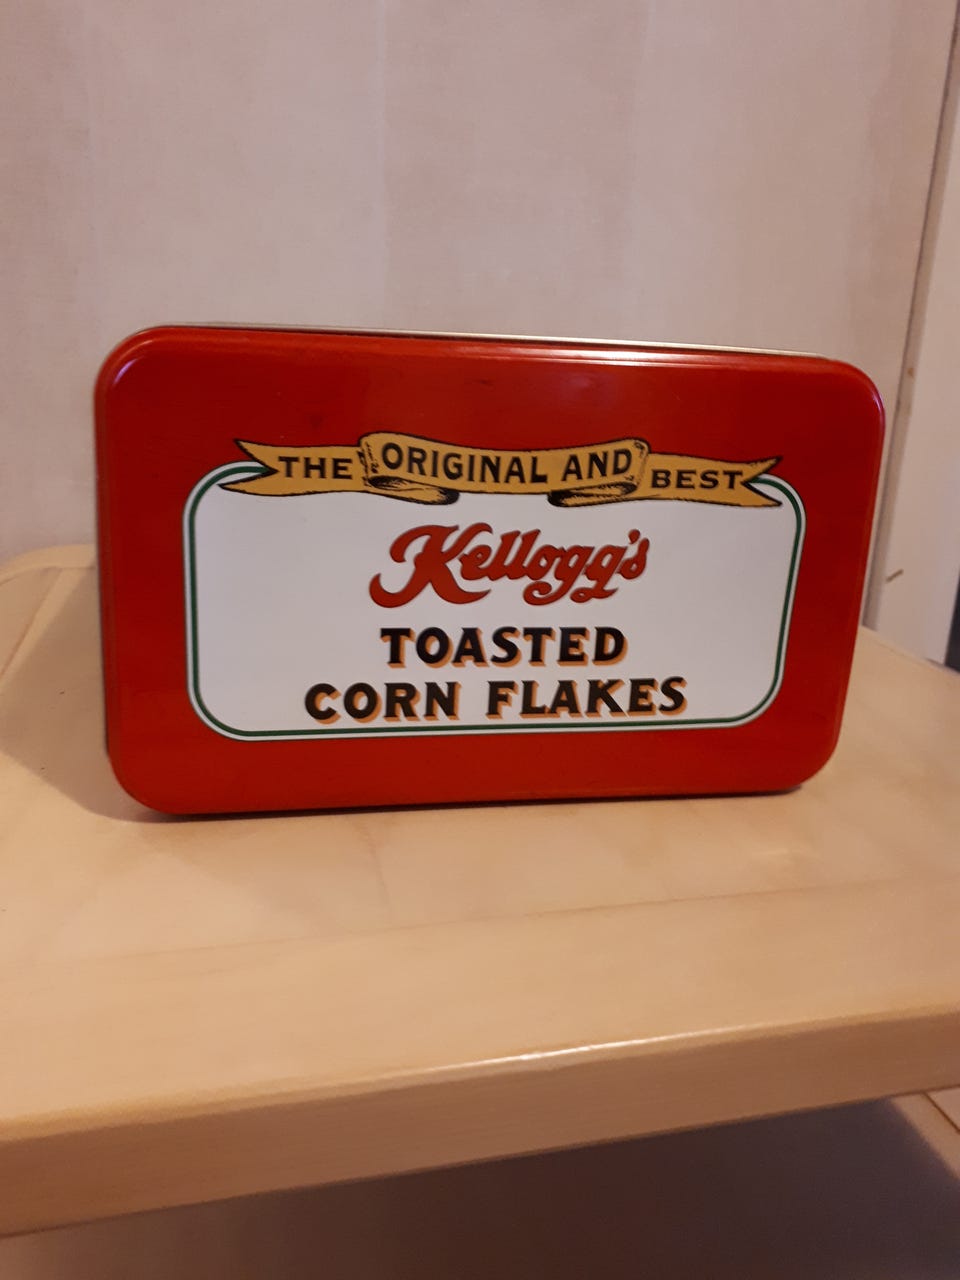 THE ORIGINAL AND BEST
Kellogg's
TOASTED
CORN FLAKES